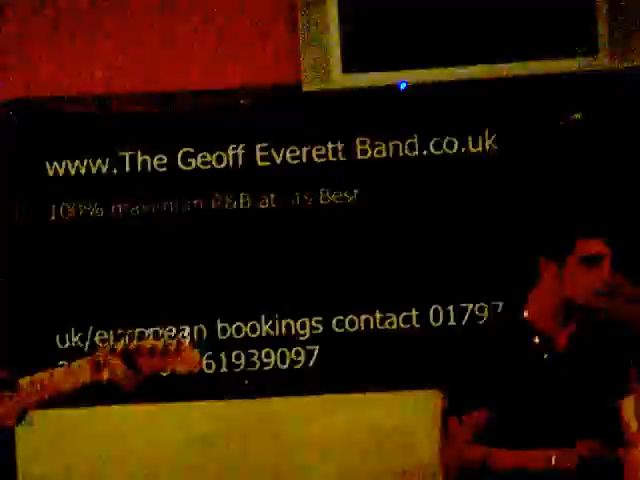 www.The Geoff Everett Band.co.uk
100% maximum R&B at its Best
uk/european bookings contact 01797
61939097